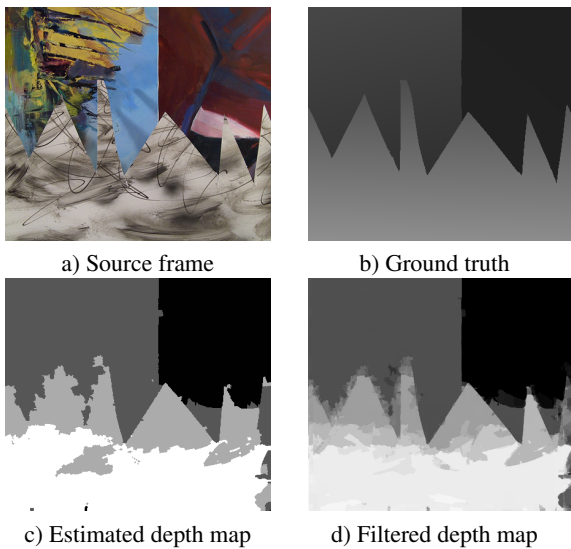 a) Source frame
b) Ground truth
c) Estimated depth map
d) Filtered depth map